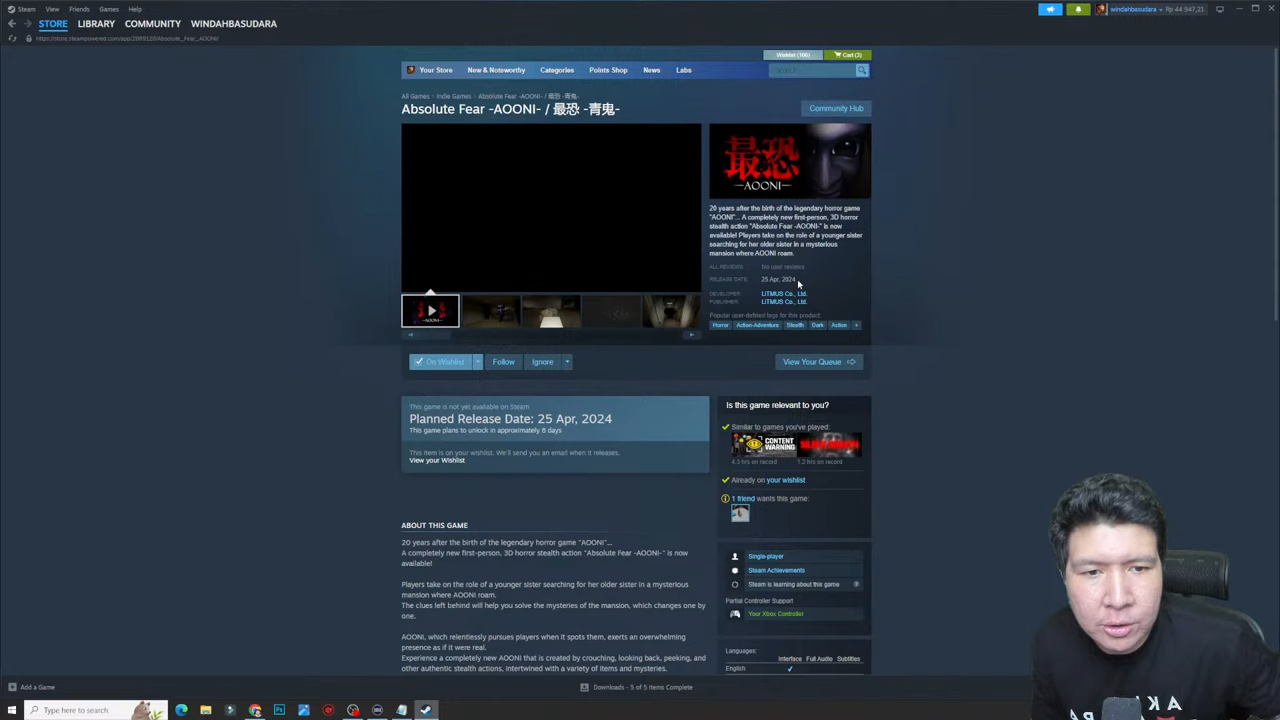 Steam View Friends Games Help
windahbasudara Rp 44 947,21
STORE LIBRARY COMMUNITY WINDAHBASUDARA
Wishlist (106) Cart (3)
Your Store New & Noteworthy Categories Points Shop News Labs
All Games > Indie Games > Absolute Fear -AOONI- / 最恐 -青鬼-
Absolute Fear -AOONI- / 最恐 -青鬼-
Community Hub
最恐
AOONI
20 years after the birth of the legendary horror game
"AOONI"... A completely new first-person, 3D horror
stealth action "Absolute Fear -AOONI-" is now
available! Players take on the role of a younger sister
searching for her older sister in a mysterious
mansion where AOONI roam.
ALL REVIEWS: No user reviews
RELEASE DATE: 25 Apr, 2024
DEVELOPER: LiTMUS Co., Ltd.
PUBLISHER: LiTMUS Co., Ltd.
Popular user-defined tags for this product:
Horror Action-Adventure Stealth Dark Action +
On Wishlist Follow Ignore
View Your Queue
This game is not yet available on Steam
Planned Release Date: 25 Apr, 2024
This game plans to unlock in approximately 8 days
This item is on your wishlist. We'll send you an email when it releases.
View your Wishlist
Is this game relevant to you?
Similar to games you've played:
CONTENT
WARNING
4.3 hrs on record 1.3 hrs on record
Already on your wishlist
1 friend wants this game:
ABOUT THIS GAME
20 years after the birth of the legendary horror game "AOONI"...
A completely new first-person, 3D horror stealth action "Absolute Fear -AOONI-" is now
available!
Players take on the role of a younger sister searching for her older sister in a mysterious
mansion where AOONI roam.
The clues left behind will help you solve the mysteries of the mansion, which changes one by
one.
AOONI, which relentlessly pursues players when it spots them, exerts an overwhelming
presence as if it were real.
Experience a completely new AOONI that is created by crouching, looking back, peeking, and
other authentic stealth actions. Intertwined with a variety of items and mysteries.
Single-player
Steam Achievements
Steam is learning about this game ?
Partial Controller Support
Your Xbox Controller
Languages:
Interface Full Audio Subtitles
English
Add a Game
Downloads - 5 of 5 Items Complete
Type here to search
AKA